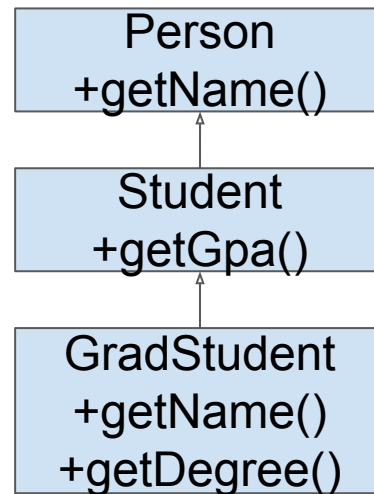 Person
+getName()
Student
+getGpa()
GradStudent
+getName()
+getDegree()